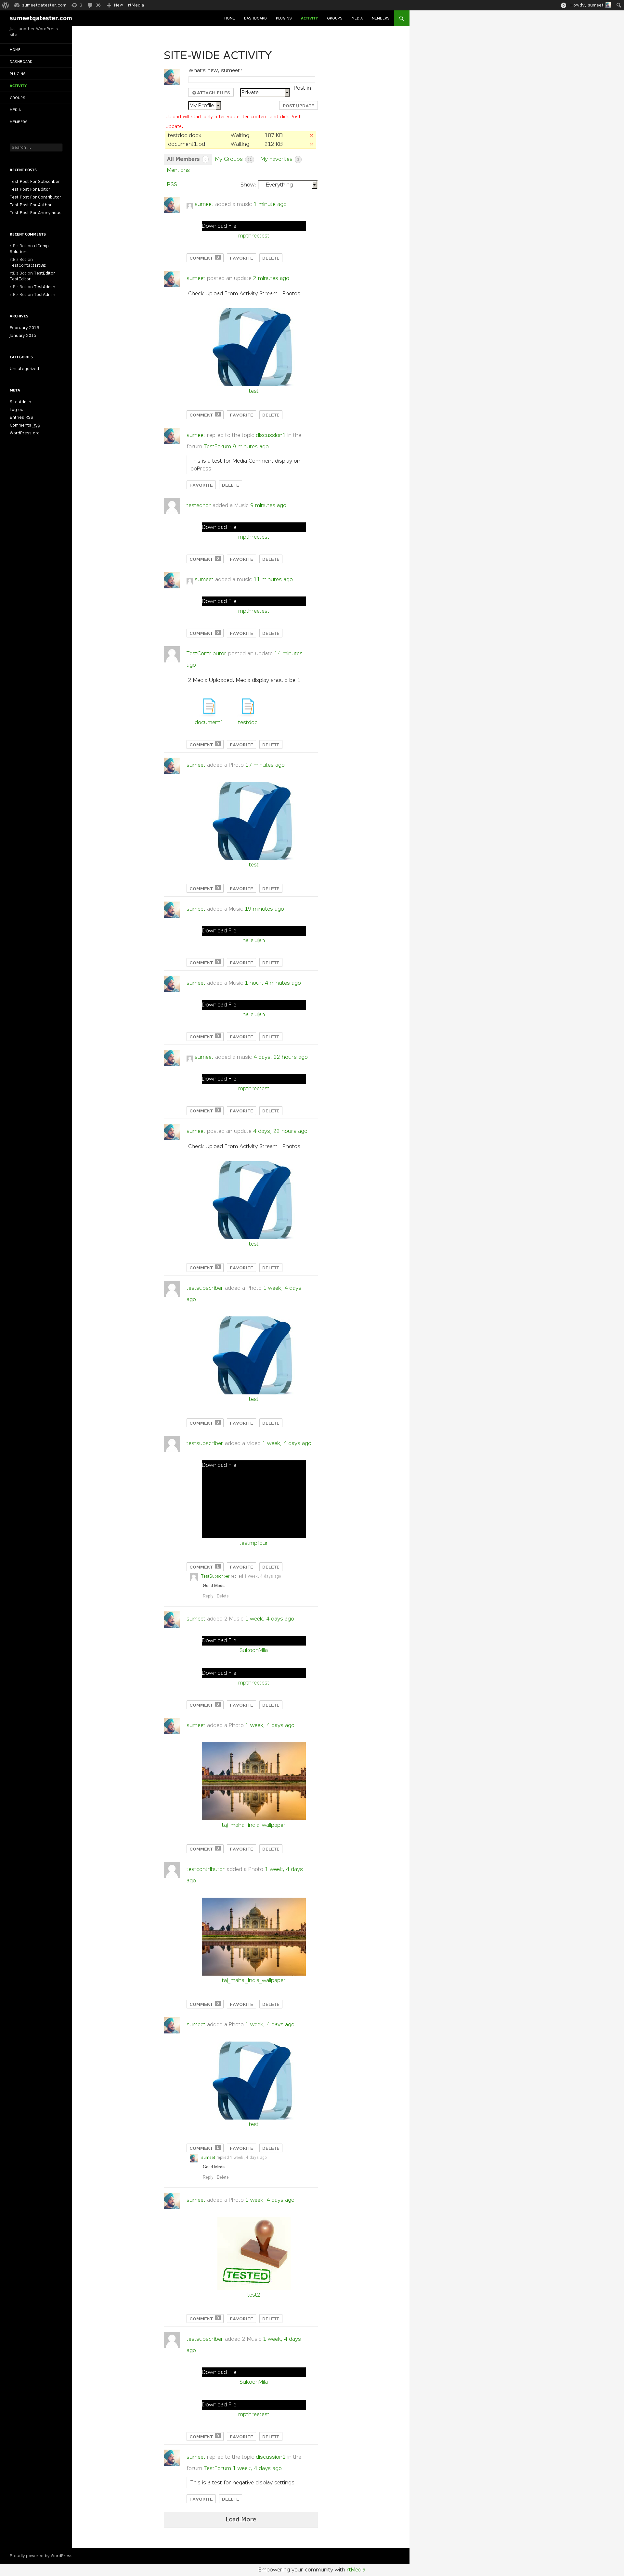 sumeetqatester.com 3 36 New rtMedia Howdy, sumeet
sumeetqatester.com
HOME DASHBOARD PLUGINS ACTIVITY GROUPS MEDIA MEMBERS
Just another WordPress site
HOME
DASHBOARD
PLUGINS
ACTIVITY
GROUPS
MEDIA
MEMBERS
Search …
RECENT POSTS
Test Post For Subscriber
Test Post For Editor
Test Post For Contributor
Test Post For Author
Test Post For Anonymous
RECENT COMMENTS
rtBiz Bot on rtCamp
Solutions
rtBiz Bot on
TestContact1rtBiz
rtBiz Bot on TestEditor
TestEditor
rtBiz Bot on TestAdmin
rtBiz Bot on TestAdmin
ARCHIVES
February 2015
January 2015
CATEGORIES
Uncategorized
META
Site Admin
Log out
Entries RSS
Comments RSS
WordPress.org
SITE-WIDE ACTIVITY
What's new, sumeet?
ATTACH FILES Private Post in:
My Profile POST UPDATE
Upload will start only after you enter content and click Post
Update.
testdoc.docx Waiting 187 KB ×
document1.pdf Waiting 212 KB ×
All Members My Groups My Favorites
Mentions
RSS Show: — Everything —
sumeet added a music 1 minute ago
Download File
mpthreetest
COMMENT 0 FAVORITE DELETE
sumeet posted an update 2 minutes ago
Check Upload From Activity Stream : Photos
test
COMMENT 0 FAVORITE DELETE
sumeet replied to the topic discussion1 in the
forum TestForum 9 minutes ago
This is a test for Media Comment display on
bbPress
FAVORITE DELETE
testeditor added a Music 9 minutes ago
Download File
mpthreetest
COMMENT 0 FAVORITE DELETE
sumeet added a music 11 minutes ago
Download File
mpthreetest
COMMENT 0 FAVORITE DELETE
TestContributor posted an update 14 minutes
ago
2 Media Uploaded. Media display should be 1
document1 testdoc
COMMENT 0 FAVORITE DELETE
sumeet added a Photo 17 minutes ago
test
COMMENT 0 FAVORITE DELETE
sumeet added a Music 19 minutes ago
Download File
hallelujah
COMMENT 0 FAVORITE DELETE
sumeet added a Music 1 hour, 4 minutes ago
Download File
hallelujah
COMMENT 0 FAVORITE DELETE
sumeet added a music 4 days, 22 hours ago
Download File
mpthreetest
COMMENT 0 FAVORITE DELETE
sumeet posted an update 4 days, 22 hours ago
Check Upload From Activity Stream : Photos
test
COMMENT 0 FAVORITE DELETE
testsubscriber added a Photo 1 week, 4 days
ago
test
COMMENT 0 FAVORITE DELETE
testsubscriber added a Video 1 week, 4 days ago
Download File
testmpfour
COMMENT 1 FAVORITE DELETE
TestSubscriber replied 1 week, 4 days ago
Good Media
Reply Delete
sumeet added 2 Music 1 week, 4 days ago
Download File
SukoonMila
Download File
mpthreetest
COMMENT 0 FAVORITE DELETE
sumeet added a Photo 1 week, 4 days ago
taj_mahal_india_wallpaper
COMMENT 0 FAVORITE DELETE
testcontributor added a Photo 1 week, 4 days
ago
taj_mahal_india_wallpaper
COMMENT 0 FAVORITE DELETE
sumeet added a Photo 1 week, 4 days ago
test
COMMENT 1 FAVORITE DELETE
sumeet replied 1 week, 4 days ago
Good Media
Reply Delete
sumeet added a Photo 1 week, 4 days ago
TESTED
test2
COMMENT 0 FAVORITE DELETE
testsubscriber added 2 Music 1 week, 4 days
ago
Download File
SukoonMila
Download File
mpthreetest
COMMENT 0 FAVORITE DELETE
sumeet replied to the topic discussion1 in the
forum TestForum 1 week, 4 days ago
This is a test for negative display settings
FAVORITE DELETE
Load More
Proudly powered by WordPress
Empowering your community with rtMedia